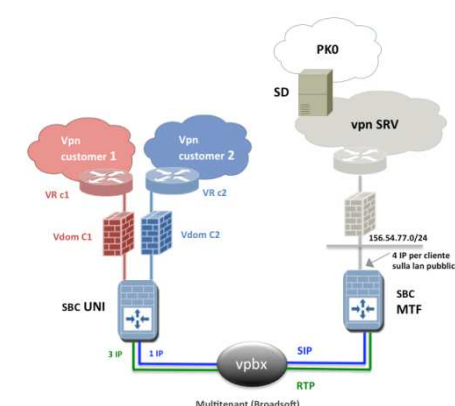 PK0
SD
vpn SRV
Vpn
customer 1
Vpn
customer 2
VR c1
VR c2
Vdom C1
Vdom C2
156.54.77.0/24
4 IP per cliente
sulla lan pubblic
SBC UNI
SBC
MTF
3 IP
1 IP
SIP
vpbx
RTP
Multitenant (Broadsoft)